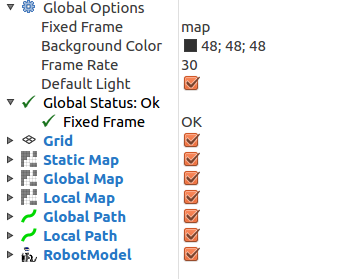 Global Options
Fixed Frame map
Background Color 48; 48; 48
Frame Rate 30
Default Light
Global Status: Ok
Fixed Frame OK
Grid
Static Map
Global Map
Local Map
Global Path
Local Path
RobotModel